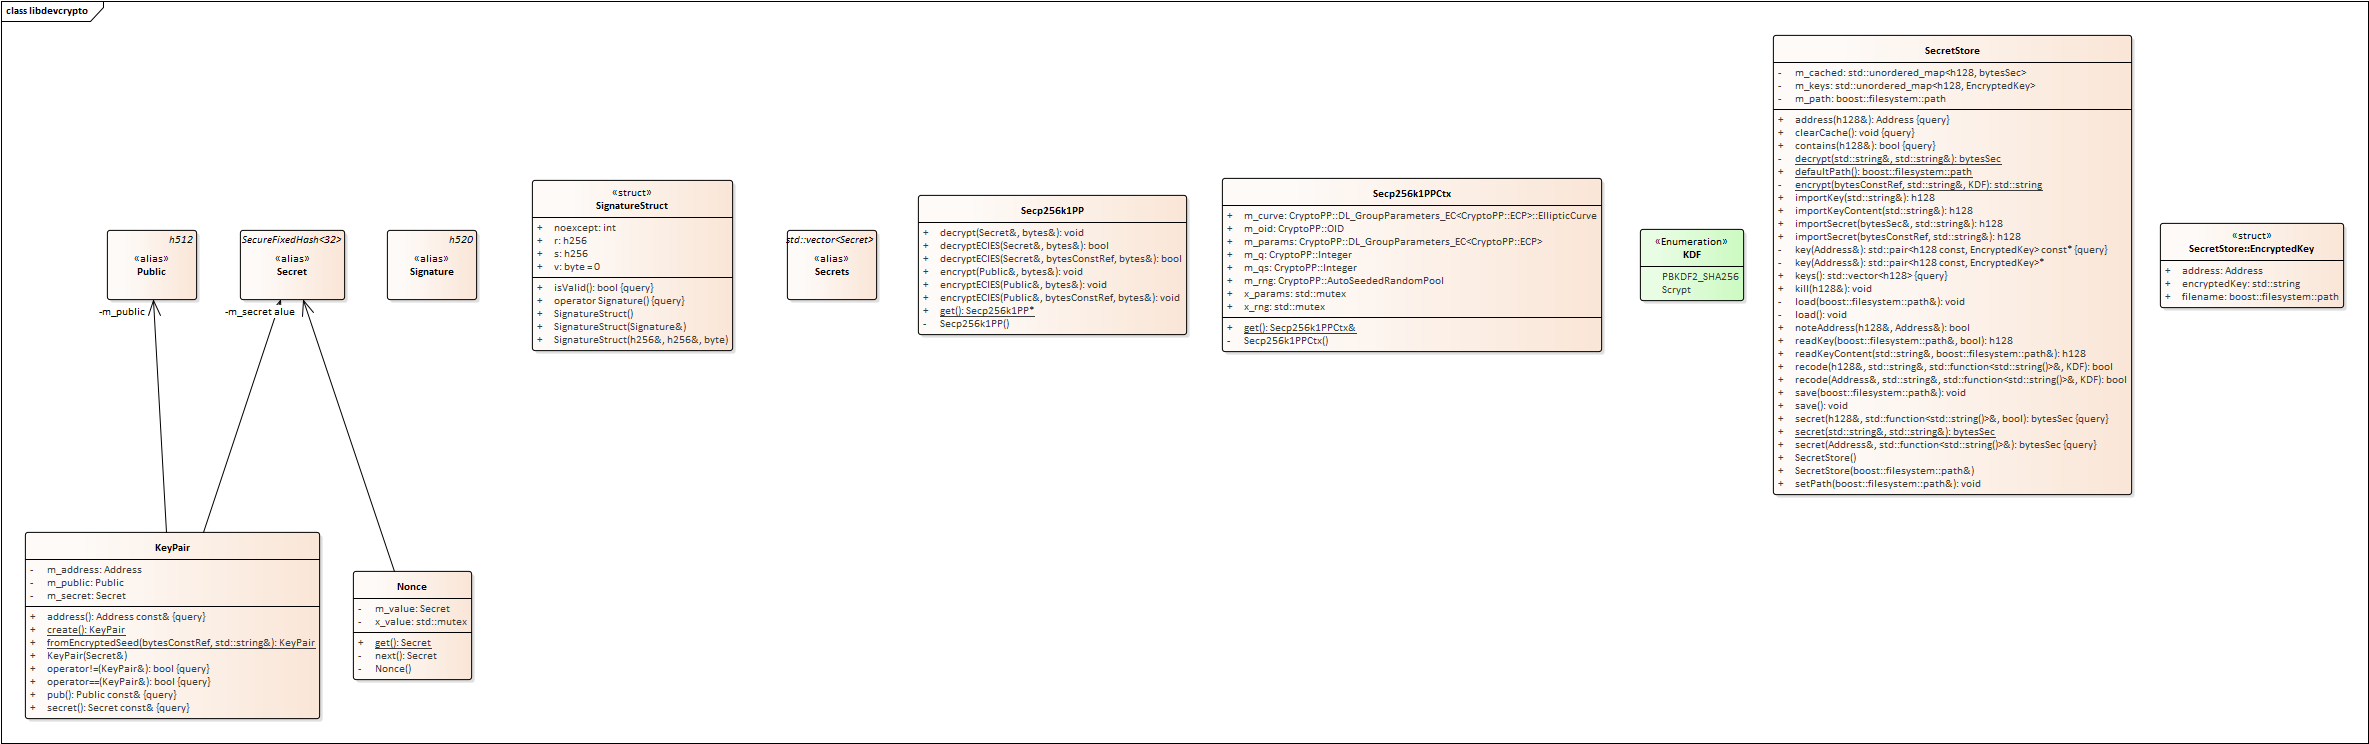 class libdevcrypto
h512
«alias»
Public
SecureFixedHash<32>
«alias»
Secret
h520
«alias»
Signature
«struct»
SignatureStruct
+ noexcept: int
+ r: h256
+ s: h256
+ v: byte = 0
+ isValid(): bool {query}
+ operator Signature() {query}
+ SignatureStruct()
+ SignatureStruct(Signature&)
+ SignatureStruct(h256&, h256&, byte)
std::vector<Secret>
«alias»
Secrets
Secp256k1PP
+ decrypt(Secret&, bytes&): void
+ decryptECIES(Secret&, bytes&): bool
+ decryptECIES(Secret&, bytesConstRef, bytes&): bool
+ encrypt(Public&, bytes&): void
+ encryptECIES(Public&, bytes&): void
+ encryptECIES(Public&, bytesConstRef, bytes&): void
+ get(): Secp256k1PP*
- Secp256k1PP()
Secp256k1PPCtx
+ m_curve: CryptoPP::DL_GroupParameters_EC<CryptoPP::ECP>::EllipticCurve
+ m_oid: CryptoPP::OID
+ m_params: CryptoPP::DL_GroupParameters_EC<CryptoPP::ECP>
+ m_q: CryptoPP::Integer
+ m_qs: CryptoPP::Integer
+ m_rng: CryptoPP::AutoSeededRandomPool
+ x_params: std::mutex
+ x_rng: std::mutex
+ get(): Secp256k1PPCtx&
- Secp256k1PPCtx()
«Enumeration»
KDF
PBKDF2_SHA256
Scrypt
SecretStore
- m_cached: std::unordered_map<h128, bytesSec>
- m_keys: std::unordered_map<h128, EncryptedKey>
- m_path: boost::filesystem::path
+ address(h128&): Address {query}
+ clearCache(): void {query}
+ contains(h128&): bool {query}
- decrypt(std::string&, std::string&): bytesSec
+ defaultPath(): boost::filesystem::path
- encrypt(bytesConstRef, std::string&, KDF): std::string
+ importKey(std::string&): h128
+ importKeyContent(std::string&): h128
+ importSecret(bytesSec&, std::string&): h128
+ importSecret(bytesConstRef, std::string&): h128
- key(Address&): std::pair<h128 const, EncryptedKey> const* {query}
- key(Address&): std::pair<h128 const, EncryptedKey>*
+ keys(): std::vector<h128> {query}
+ kill(h128&): void
- load(boost::filesystem::path&): void
- load(): void
+ noteAddress(h128&, Address&): bool
+ readKey(boost::filesystem::path&, bool): h128
+ readKeyContent(std::string&, boost::filesystem::path&): h128
+ recode(h128&, std::string&, std::function<std::string()>&, KDF): bool
+ recode(Address&, std::string&, std::function<std::string()>&, KDF): bool
+ save(boost::filesystem::path&): void
+ save(): void
+ secret(h128&, std::function<std::string()>&, bool): bytesSec {query}
+ secret(std::string&, std::string&): bytesSec
+ secret(Address&, std::function<std::string()>&): bytesSec {query}
+ SecretStore()
+ SecretStore(boost::filesystem::path&)
+ setPath(boost::filesystem::path&): void
«struct»
SecretStore::EncryptedKey
+ address: Address
+ encryptedKey: std::string
+ filename: boost::filesystem::path
-m_public
-m_secret alue
KeyPair
- m_address: Address
- m_public: Public
- m_secret: Secret
+ address(): Address const& {query}
+ create(): KeyPair
+ fromEncryptedSeed(bytesConstRef, std::string&): KeyPair
+ KeyPair(Secret&)
+ operator!=(KeyPair&): bool {query}
+ operator==(KeyPair&): bool {query}
+ pub(): Public const& {query}
+ secret(): Secret const& {query}
Nonce
- m_value: Secret
- x_value: std::mutex
+ get(): Secret
- next(): Secret
- Nonce()